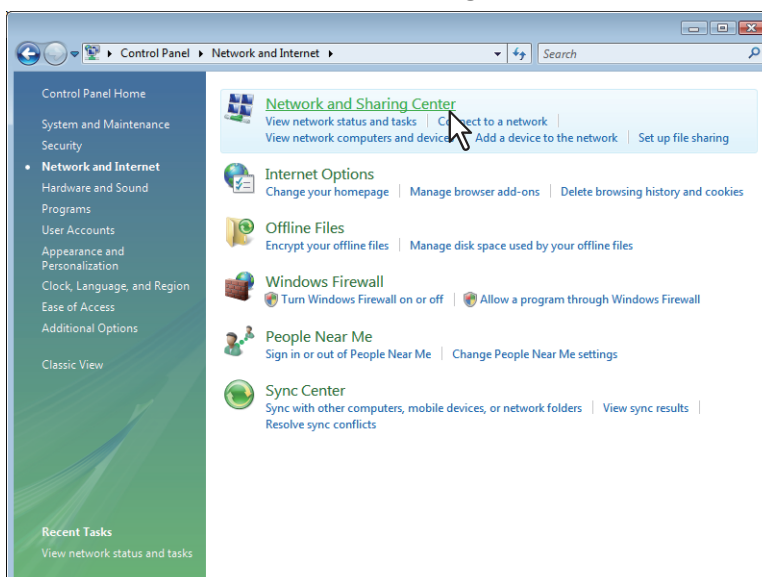 Control Panel Network and Internet Search
Control Panel Home
System and Maintenance
Security
Network and Internet
Hardware and Sound
Programs
User Accounts
Appearance and
Personalization
Clock, Language, and Region
Ease of Access
Additional Options
Classic View
Recent Tasks
View network status and tasks
Network and Sharing Center
View network status and tasks Connect to a network
View network computers and devices Add a device to the network Set up file sharing
Internet Options
Change your homepage Manage browser add-ons Delete browsing history and cookies
Offline Files
Encrypt your offline files Manage disk space used by your offline files
Windows Firewall
Turn Windows Firewall on or off Allow a program through Windows Firewall
People Near Me
Sign in or out of People Near Me Change People Near Me settings
Sync Center
Sync with other computers, mobile devices, or network folders View sync results
Resolve sync conflicts